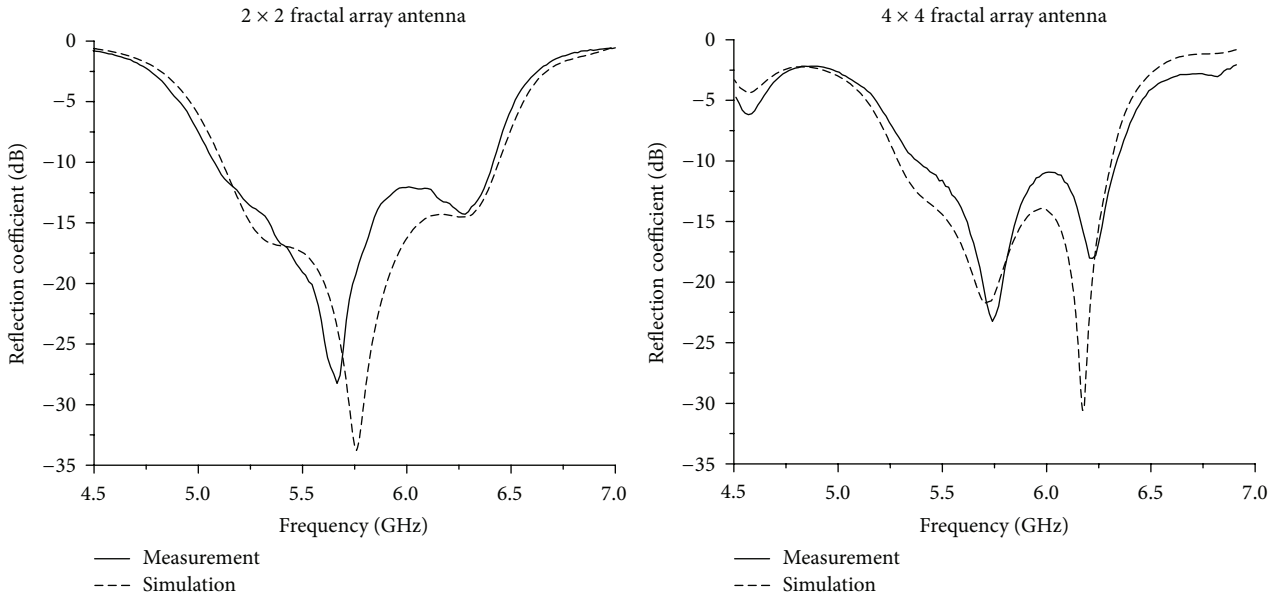 2 × 2 fractal array antenna
0
−5
−10
−15
−20
−25
−30
−35
Reflection coefficient (dB)
4.5 5.0 5.5 6.0 6.5 7.0
Frequency (GHz)
Measurement
Simulation
4 × 4 fractal array antenna
0
−5
−10
−15
−20
−25
−30
−35
Reflection coefficient (dB)
4.5 5.0 5.5 6.0 6.5 7.0
Frequency (GHz)
Measurement
Simulation